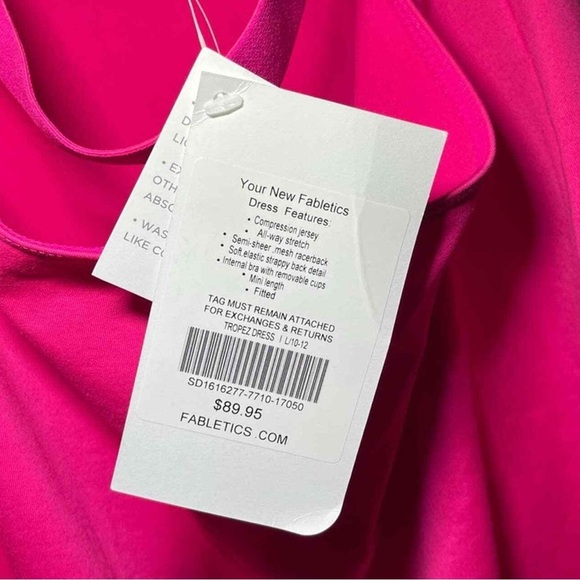 Your New Fabletics
Dress Features:
• Compression jersey
• All-way stretch
• Semi-sheer .mesh racerback
• Soft,elastic strappy back detail
• Internal bra with removable cups
• Mini length
• Fitted
TAG MUST REMAIN ATTACHED
FOR EXCHANGES & RETURNS
TROPEZ DRESS I L/10-12
SD1616277-7710-17050
$89.95
FABLETICS .COM
LIKE